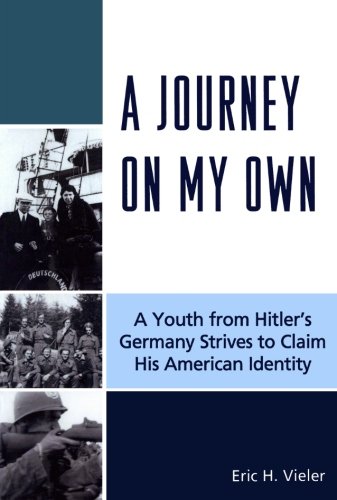 A JOURNEY
ON MY OWN
DEUTSCHLAND
A Youth from Hitler's
Germany Strives to Claim
His American Identity
Eric H. Vieler